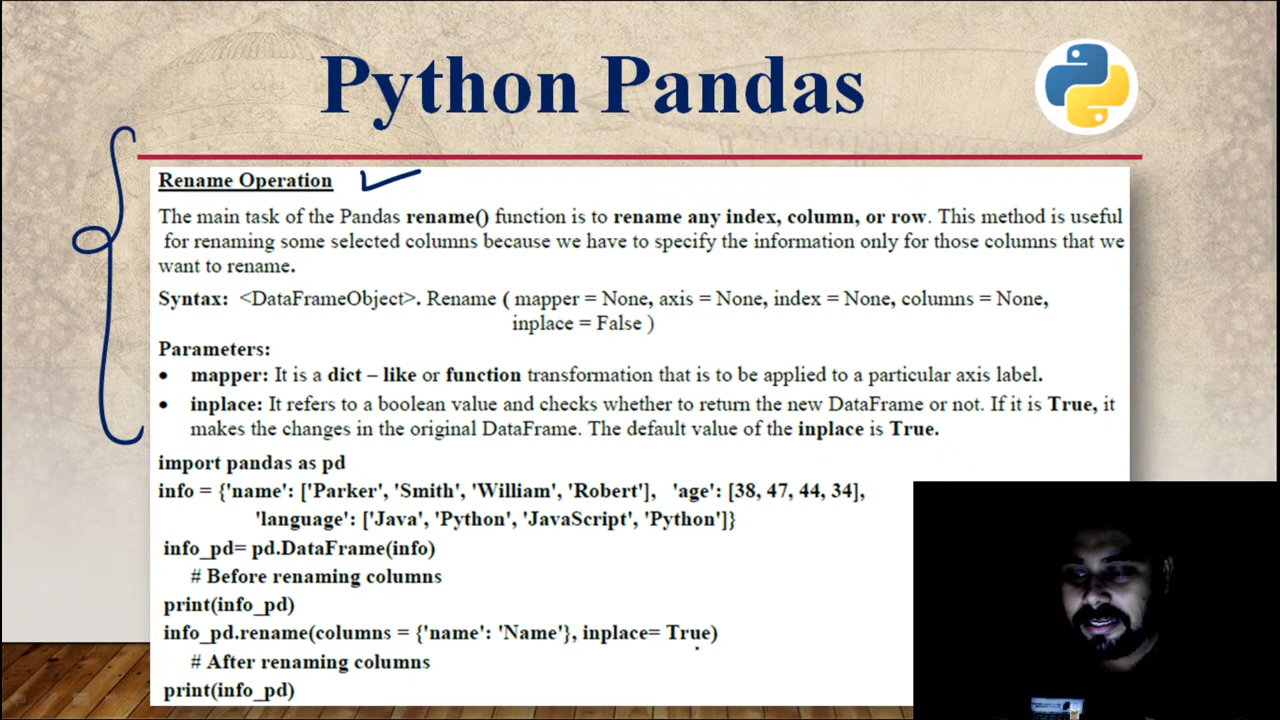 Python Pandas
Rename Operation
The main task of the Pandas rename() function is to rename any index, column, or row. This method is useful
for renaming some selected columns because we have to specify the information only for those columns that we
want to rename.
Syntax: <DataFrameObject>. Rename ( mapper = None, axis = None, index = None, columns = None,
inplace = False )
Parameters:
• mapper: It is a dict – like or function transformation that is to be applied to a particular axis label.
• inplace: It refers to a boolean value and checks whether to return the new DataFrame or not. If it is True, it
makes the changes in the original DataFrame. The default value of the inplace is True.
import pandas as pd
info = {'name': ['Parker', 'Smith', 'William', 'Robert'], 'age': [38, 47, 44, 34],
'language': ['Java', 'Python', 'JavaScript', 'Python']}
info_pd= pd.DataFrame(info)
# Before renaming columns
print(info_pd)
info_pd.rename(columns = {'name': 'Name'}, inplace= True)
# After renaming columns
print(info_pd)